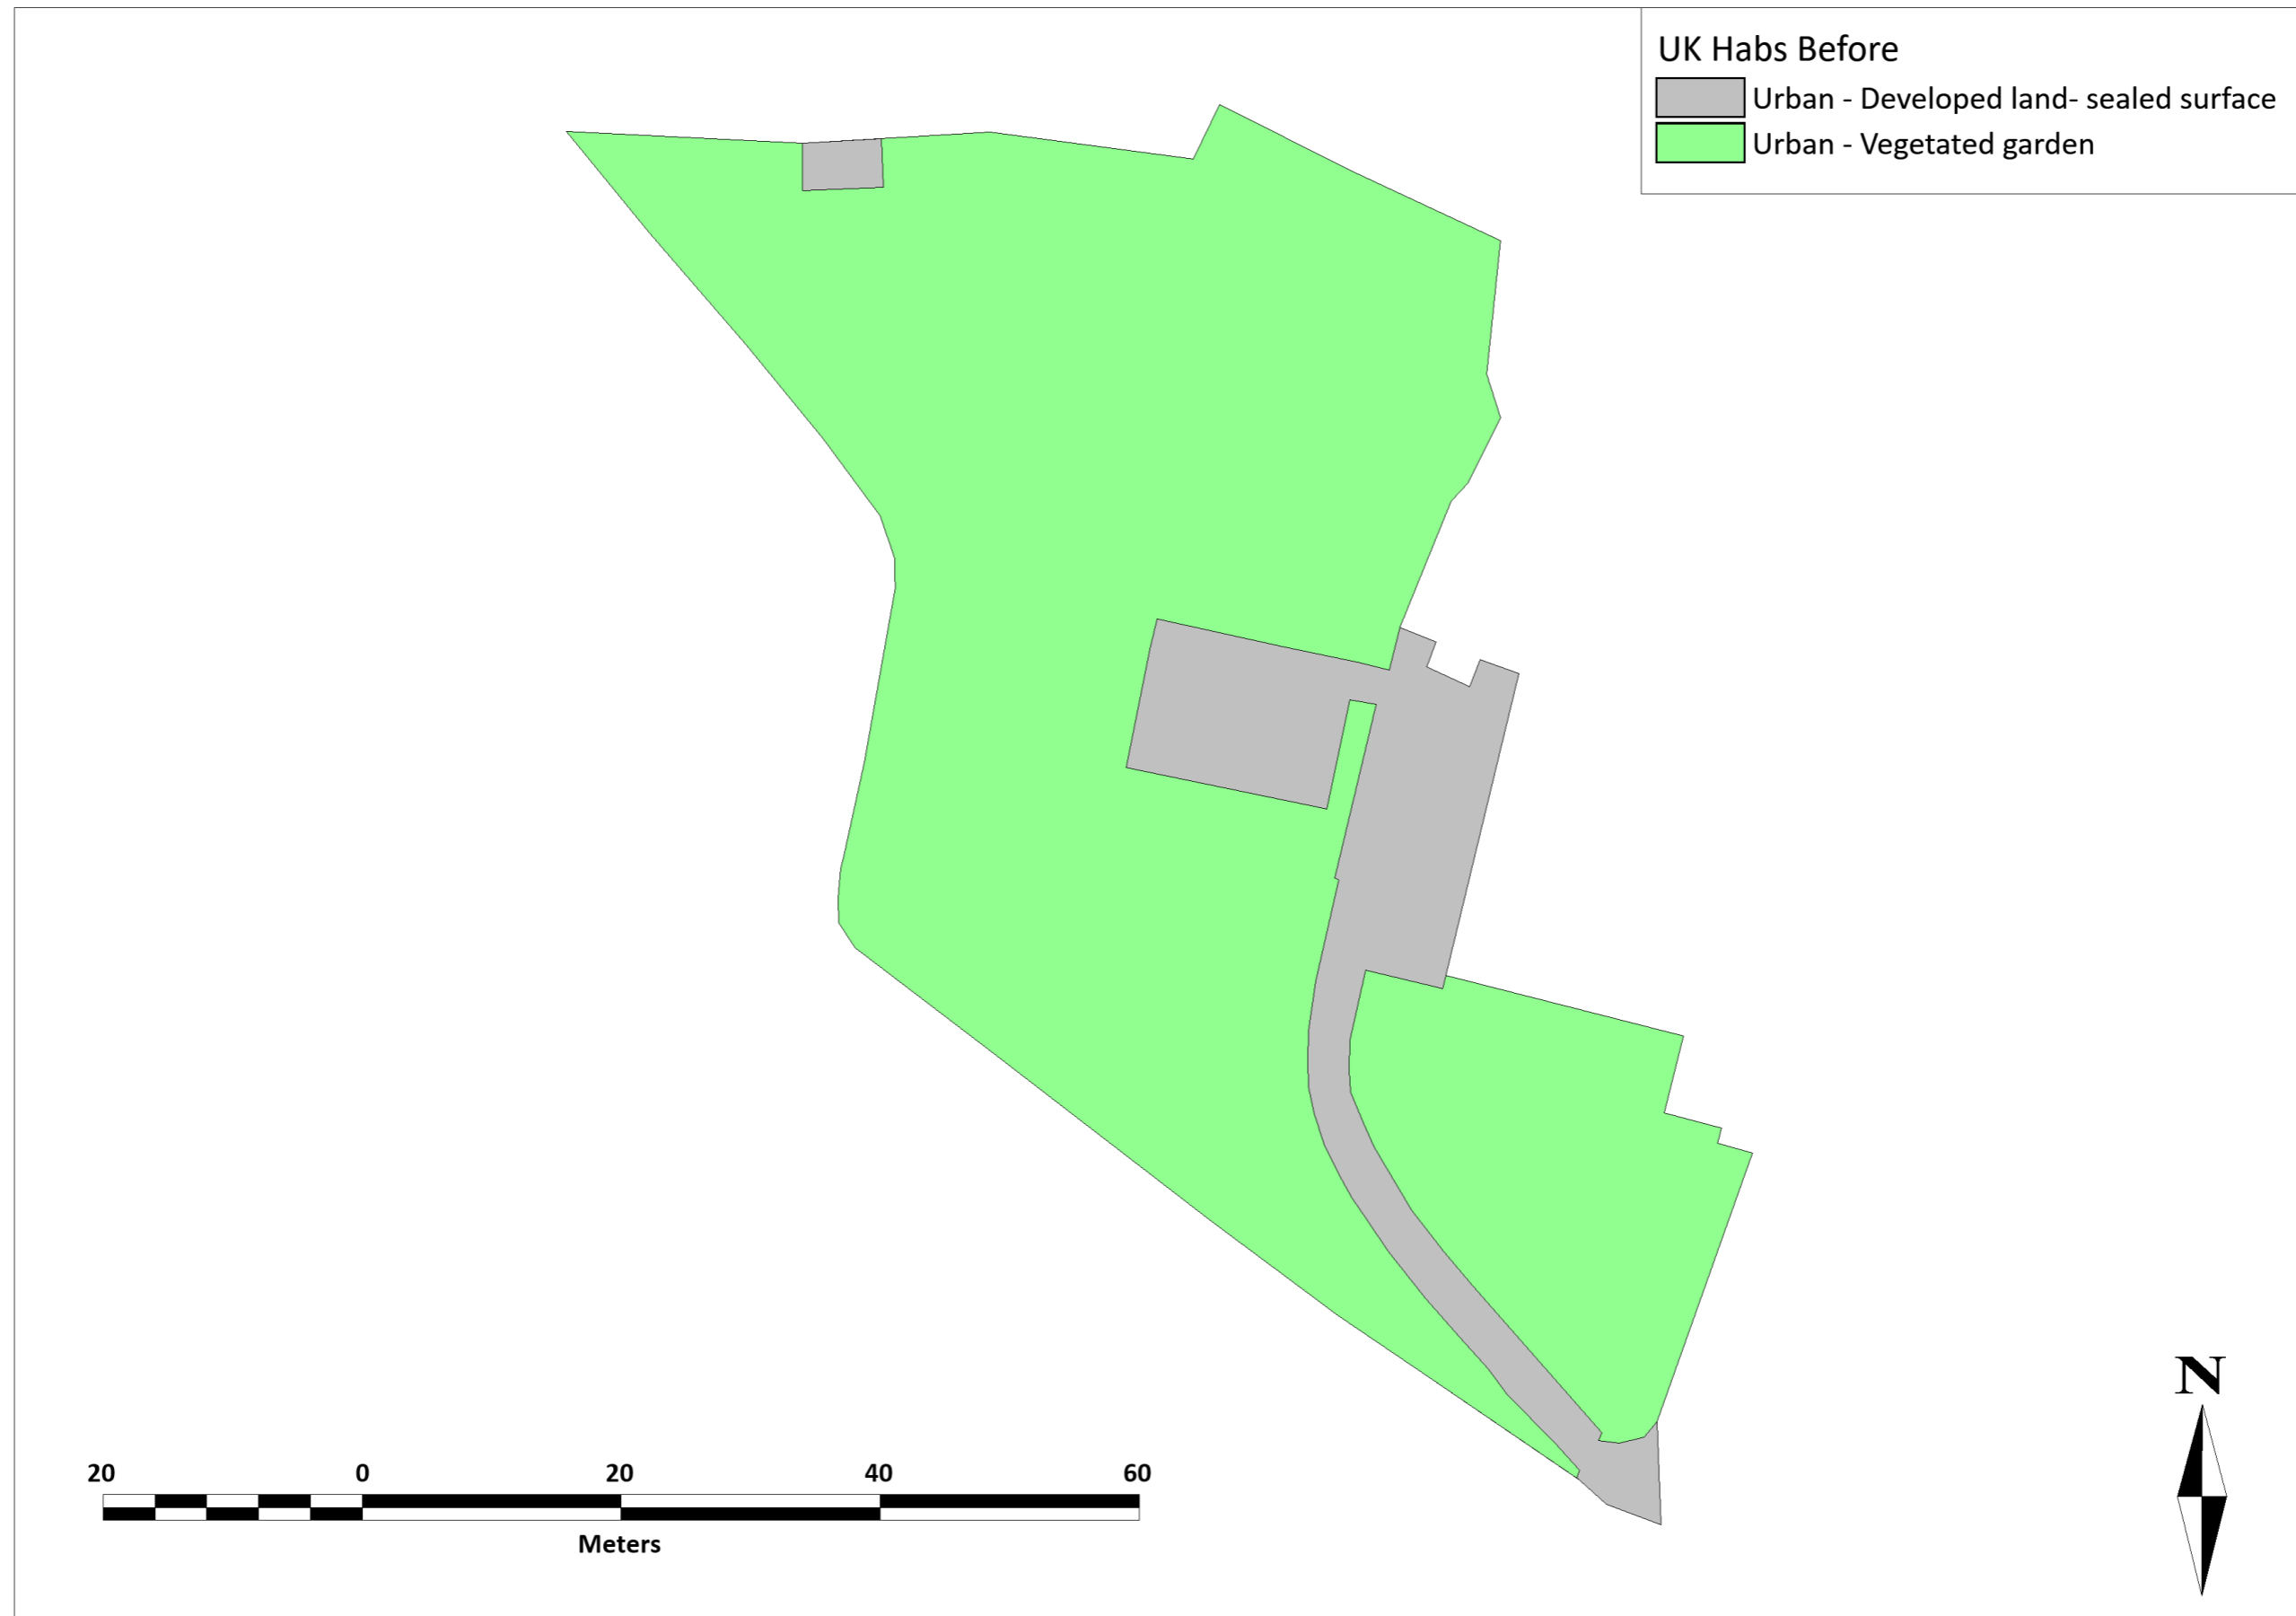 UK Habs Before
Urban - Developed land- sealed surface
Urban - Vegetated garden
N
20 0 20 40 60
Meters